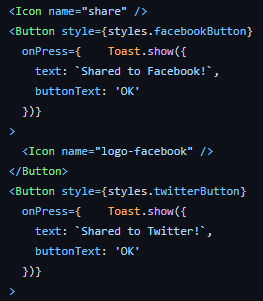 <Icon name="share" />
<Button style={styles.facebookButton}
onPress={    Toast.show({
text: `Shared to Facebook!`,
buttonText: 'OK'
})}
>
<Icon name="logo-facebook" />
</Button>
<Button style={styles.twitterButton}
onPress={    Toast.show({
text: `Shared to Twitter!`,
buttonText: 'OK'
})}
>